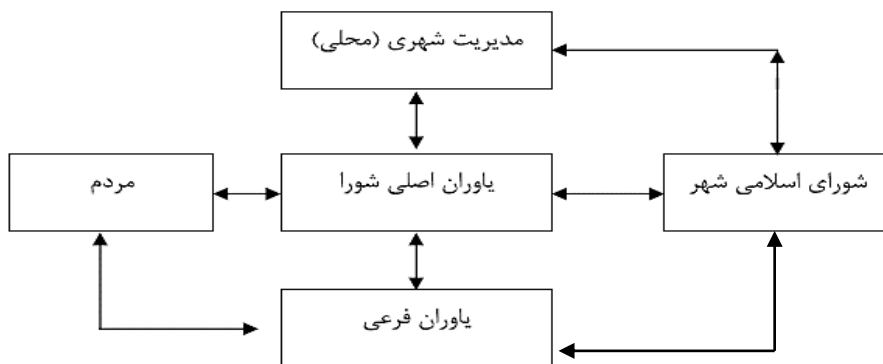 مدیریت شهری (محلی)
شورای اسلامی شهر
یاوران اصلی شورا
مردم
یاوران فرعی